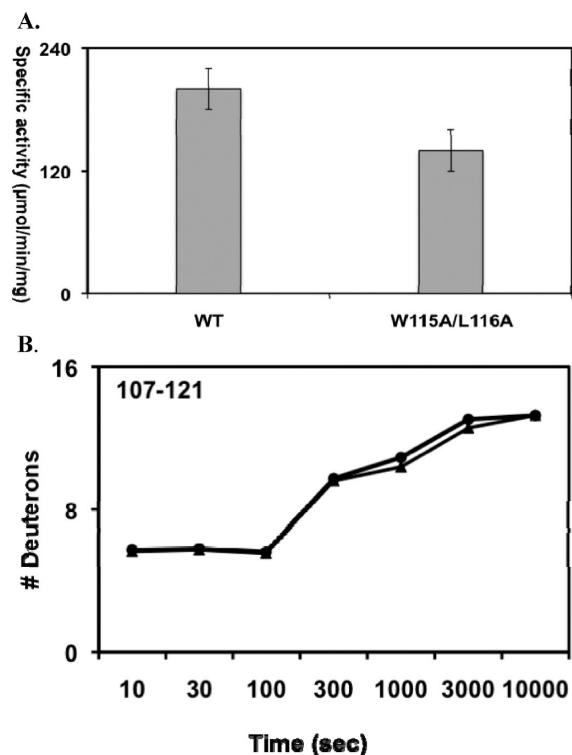 A.
Specific activity (μmol/min/mg)
240
120
0
WT W115A/L116A
B.
107-121
# Deuterons
16
8
0
10 30 100 300 1000 3000 10000
Time (sec)